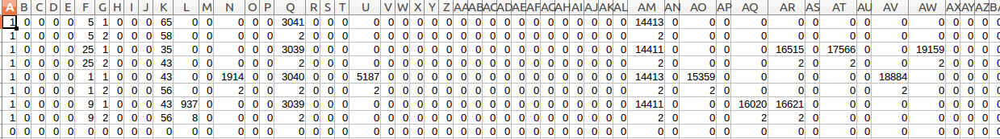 A B C D E F G H I J K L M N O P Q R S T U V W X Y Z AA AB AC AD AE AF AG AH AI AJ AK AL AM AN AO AP AQ AR AS AT AU AV AW AX AY AZ BA
1 0 0 0 0 5 1 0 0 0 65 0 0 0 0 0 3041 0 0 0 0 0 0 0 0 0 0 0 0 0 0 0 0 0 0 0 0 0 14413 0 0 0 0 0 0 0 0 0 0 0 0 0 0
1 0 0 0 0 5 2 0 0 0 58 0 0 0 0 0 2 0 0 0 0 0 0 0 0 0 0 0 0 0 0 0 0 0 0 0 0 0 2 0 0 0 0 0 0 0 0 0 0 0 0 0 0
1 0 0 0 0 25 1 0 0 0 35 0 0 0 0 0 3039 0 0 0 0 0 0 0 0 0 0 0 0 0 0 0 0 0 0 0 0 0 14411 0 0 0 0 16515 0 17566 0 0 19159 0 0 0 0
1 0 0 0 0 25 2 0 0 0 43 0 0 0 0 0 2 0 0 0 0 0 0 0 0 0 0 0 0 0 0 0 0 0 0 0 0 0 2 0 0 0 0 2 0 2 0 0 2 0 0 0 0
1 0 0 0 0 1 1 0 0 0 43 0 0 1914 0 0 3040 0 0 0 5187 0 0 0 0 0 0 0 0 0 0 0 0 0 0 0 0 0 14413 0 15359 0 0 0 0 0 0 18884 0 0 0 0 0
1 0 0 0 0 1 2 0 0 0 56 0 0 2 0 0 2 0 0 0 2 0 0 0 0 0 0 0 0 0 0 0 0 0 0 0 0 0 2 0 2 0 0 0 0 0 0 2 0 0 0 0 0
1 0 0 0 0 9 1 0 0 0 43 937 0 0 0 0 3039 0 0 0 0 0 0 0 0 0 0 0 0 0 0 0 0 0 0 0 0 0 14411 0 0 0 16020 16621 0 0 0 0 0 0 0 0 0
1 0 0 0 0 9 2 0 0 0 56 8 0 0 0 0 2 0 0 0 0 0 0 0 0 0 0 0 0 0 0 0 0 0 0 0 0 0 2 0 0 0 2 2 0 0 0 0 0 0 0 0 0
0 0 0 0 0 0 0 0 0 0 0 0 0 0 0 0 0 0 0 0 0 0 0 0 0 0 0 0 0 0 0 0 0 0 0 0 0 0 0 0 0 0 0 0 0 0 0 0 0 0 0 0 0